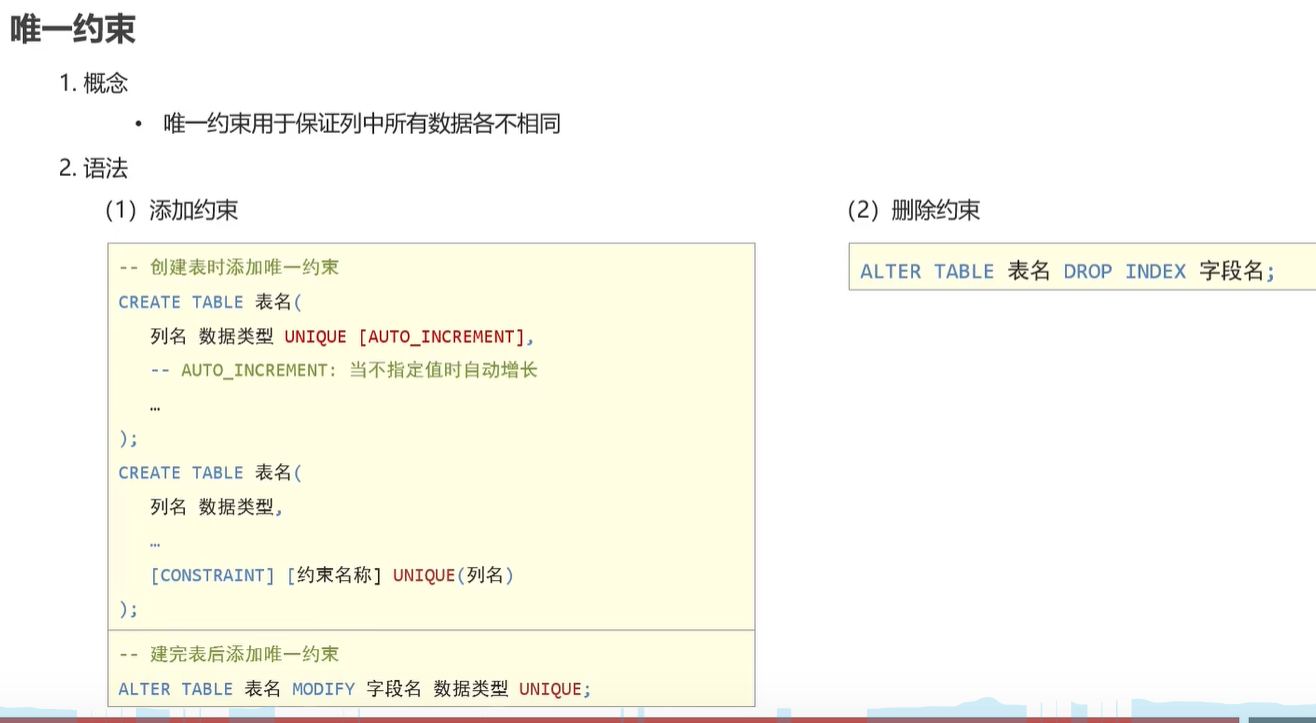 唯一约束
1. 概念
• 唯一约束用于保证列中所有数据各不相同
2. 语法
(1) 添加约束
-- 创建表时添加唯一约束
CREATE TABLE 表名(
列名 数据类型 UNIQUE [AUTO_INCREMENT],
-- AUTO_INCREMENT: 当不指定值时自动增长
…
);
CREATE TABLE 表名(
列名 数据类型,
…
[CONSTRAINT] [约束名称] UNIQUE(列名)
);
-- 建完表后添加唯一约束
ALTER TABLE 表名 MODIFY 字段名 数据类型 UNIQUE;
(2) 删除约束
ALTER TABLE 表名 DROP INDEX 字段名;